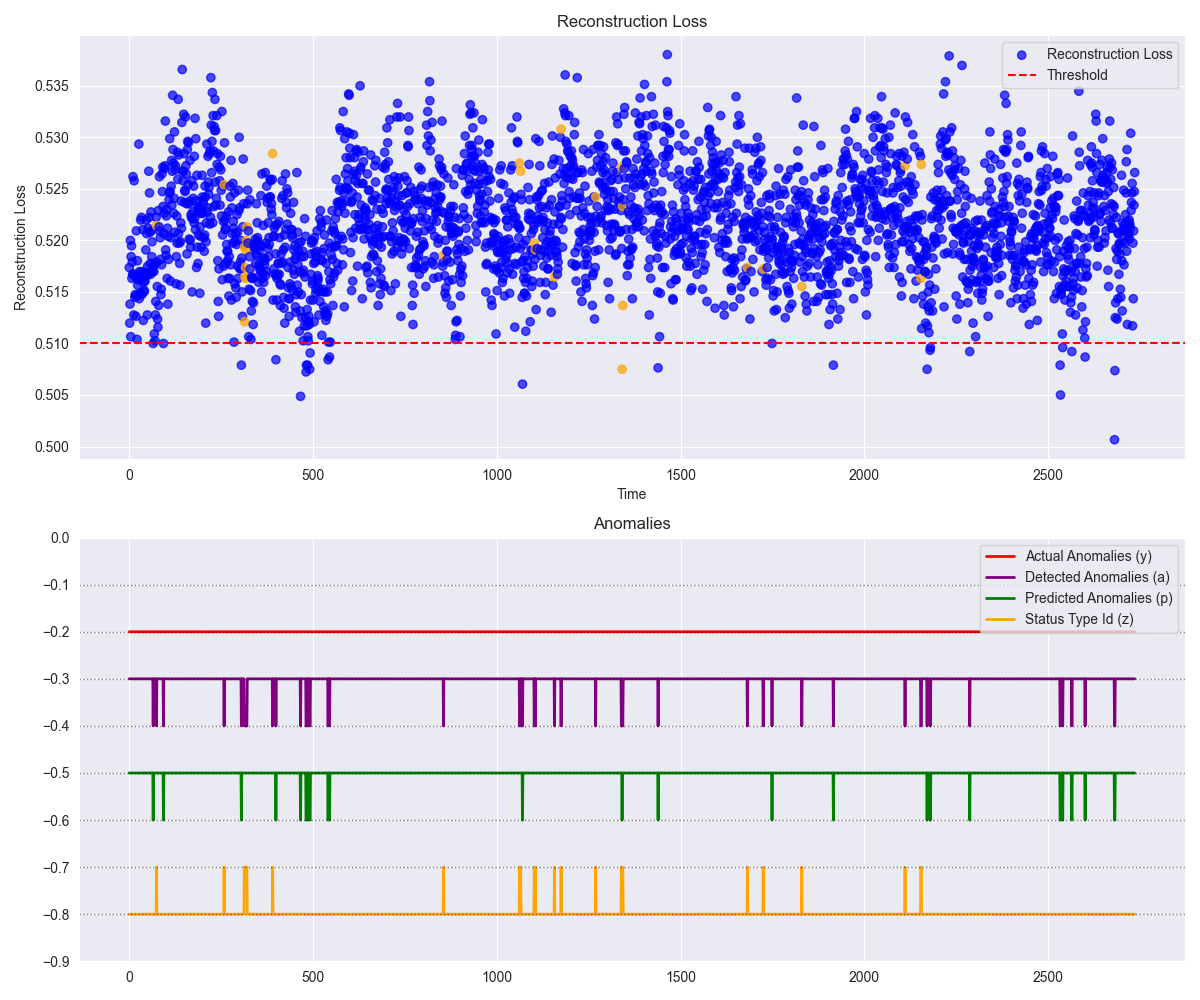 Reconstruction Loss
Reconstruction Loss
Threshold
Reconstruction Loss
0.535
0.530
0.525
0.520
0.515
0.510
0.505
0.500
0 500 1000 1500 2000 2500
Time
Anomalies
Actual Anomalies (y)
Detected Anomalies (a)
Predicted Anomalies (p)
Status Type Id (z)
0.0
−0.1
−0.2
−0.3
−0.4
−0.5
−0.6
−0.7
−0.8
−0.9
0 500 1000 1500 2000 2500